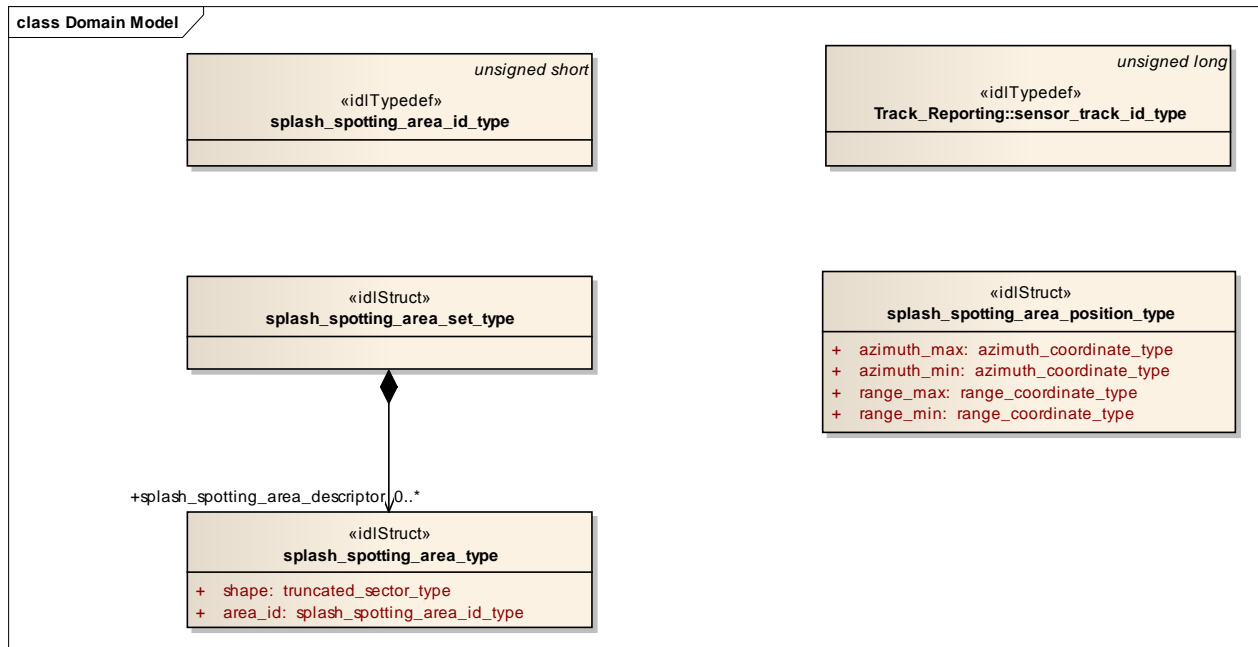 class Domain Model
unsigned short
«idlTypedef»
splash_spotting_area_id_type
unsigned long
«idlTypedef»
Track_Reporting::sensor_track_id_type
«idlStruct»
splash_spotting_area_set_type
«idlStruct»
splash_spotting_area_position_type
+ azimuth_max: azimuth_coordinate_type
+ azimuth_min: azimuth_coordinate_type
+ range_max: range_coordinate_type
+ range_min: range_coordinate_type
+splash_spotting_area_descriptor 0..*
«idlStruct»
splash_spotting_area_type
+ shape: truncated_sector_type
+ area_id: splash_spotting_area_id_type